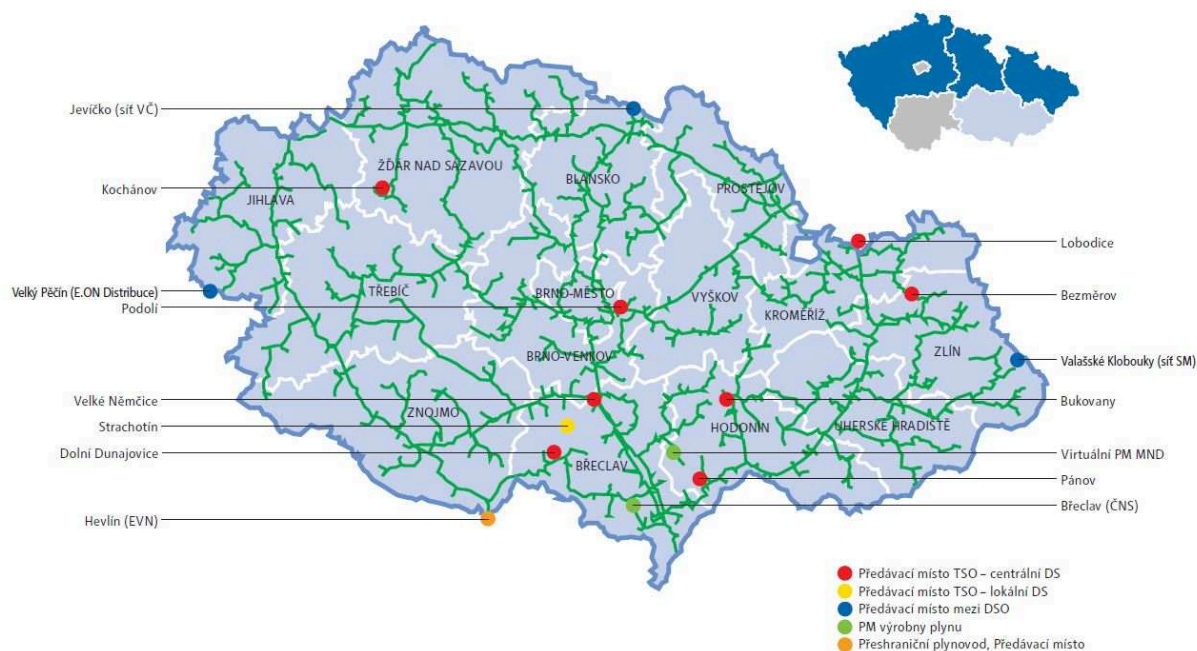 Jevíčko (síť VČ)
ŽĎÁR NAD SÁZAVOU
BLANSKO
PROSTĚJOV
Kochánov
JIHLAVA
Lobodice
Velký Pěčín (E.ON Distribuce)
Podolí
TŘEBÍČ
BRNO-MĚSTO
VYŠKOV
KROMĚŘÍŽ
Bezměrov
BRNO-VENKOV
ZLÍN
Valašské Klobouky (síť SM)
Velké Němčice
ZNOJMO
HODONÍN
UHERSKÉ HRADIŠTĚ
Bukovany
Strachotín
Dolní Dunajovice
BŘECLAV
Virtuální PM MND
Pánov
Břeclav (ČNS)
Hevlín (EVN)
Předávací místo TSO – centrální DS
Předávací místo TSO – lokální DS
Předávací místo mezi DSO
PM výrobny plynu
Přeshraniční plynovod, Předávací místo